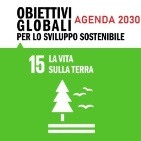 OBIETTIVI
GLOBALI AGENDA 2030
PER LO SVILUPPO SOSTENIBILE
15 LA VITA
SULLA TERRA